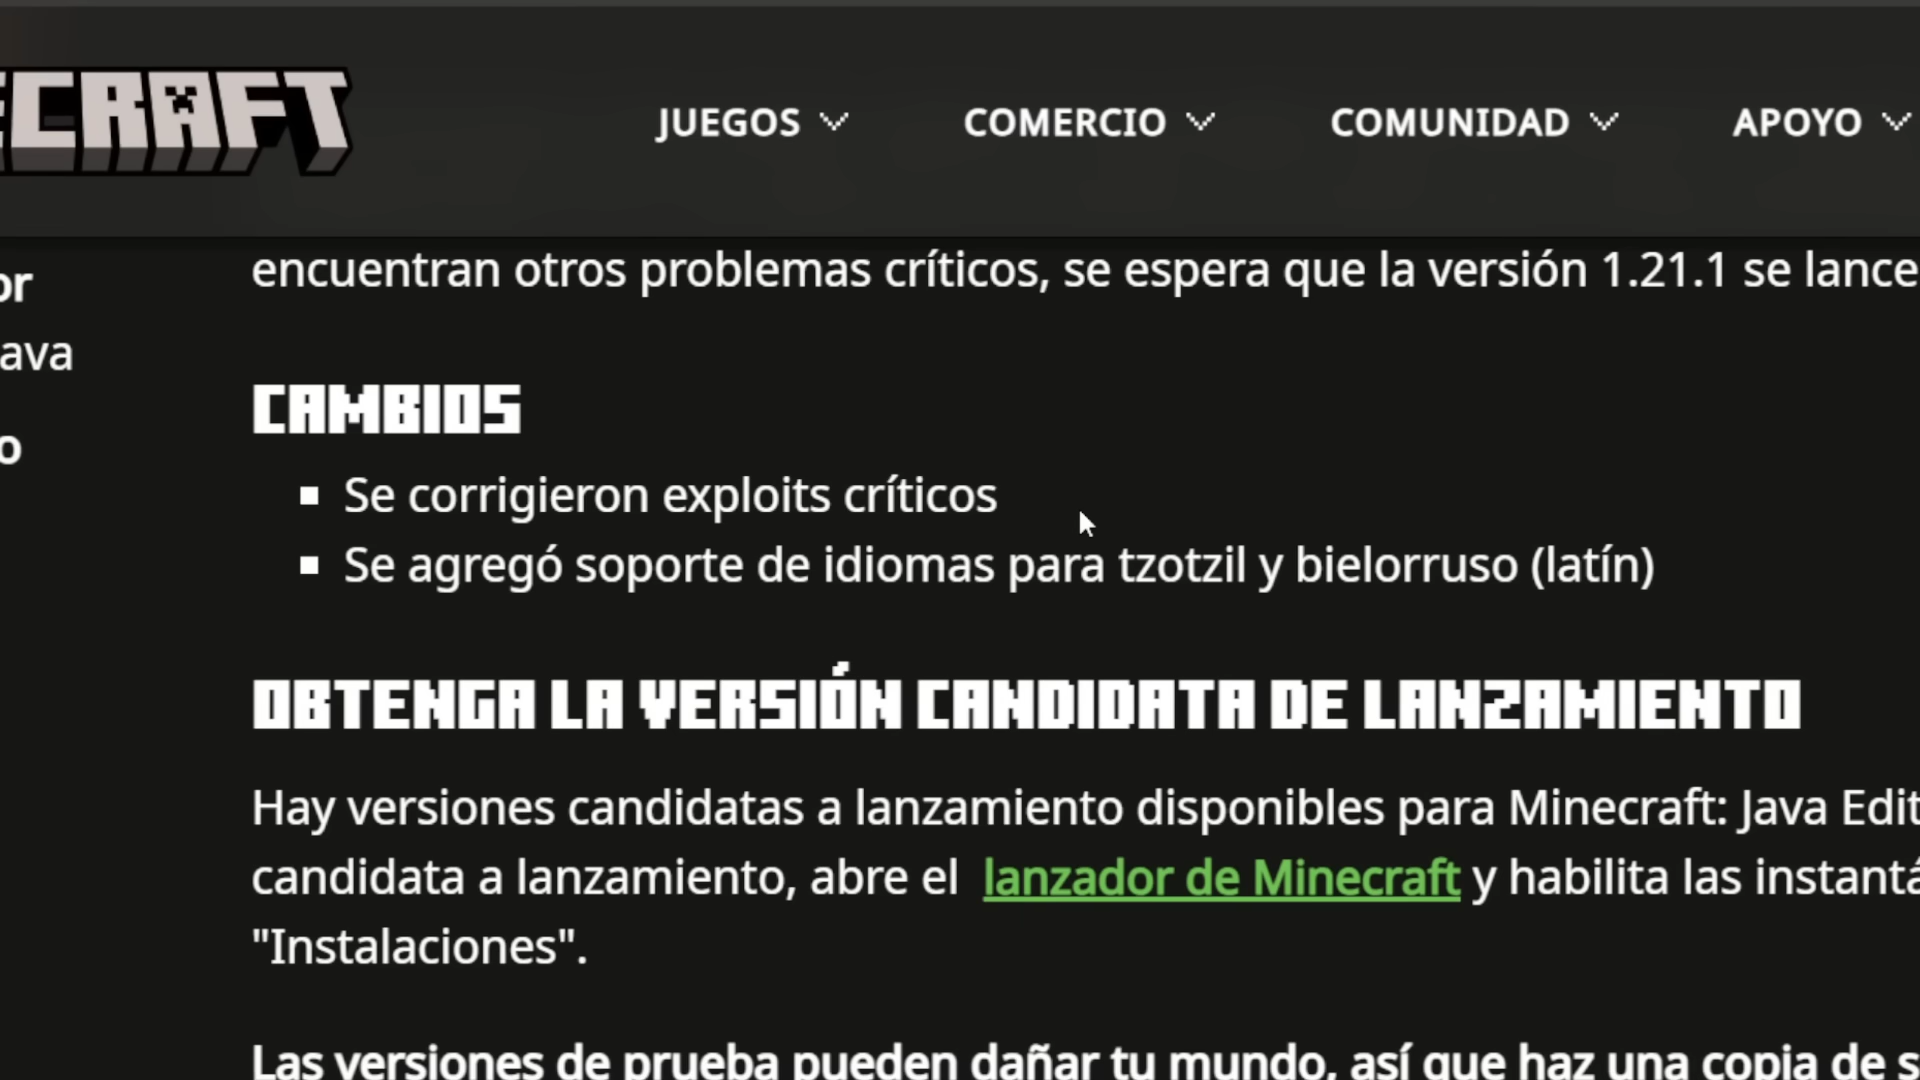 ECRAFT
JUEGOS COMERCIO COMUNIDAD APOYO
or
encuentran otros problemas críticos, se espera que la versión 1.21.1 se lance
ava
CAMBIOS
o
Se corrigieron exploits críticos
Se agregó soporte de idiomas para tzotzil y bielorruso (latín)
OBTENGA LA VERSIÓN CANDIDATA DE LANZAMIENTO
Hay versiones candidatas a lanzamiento disponibles para Minecraft: Java Edit
candidata a lanzamiento, abre el lanzador de Minecraft y habilita las instantá
"Instalaciones".
Las versiones de prueba pueden dañar tu mundo, así que haz una copia de s